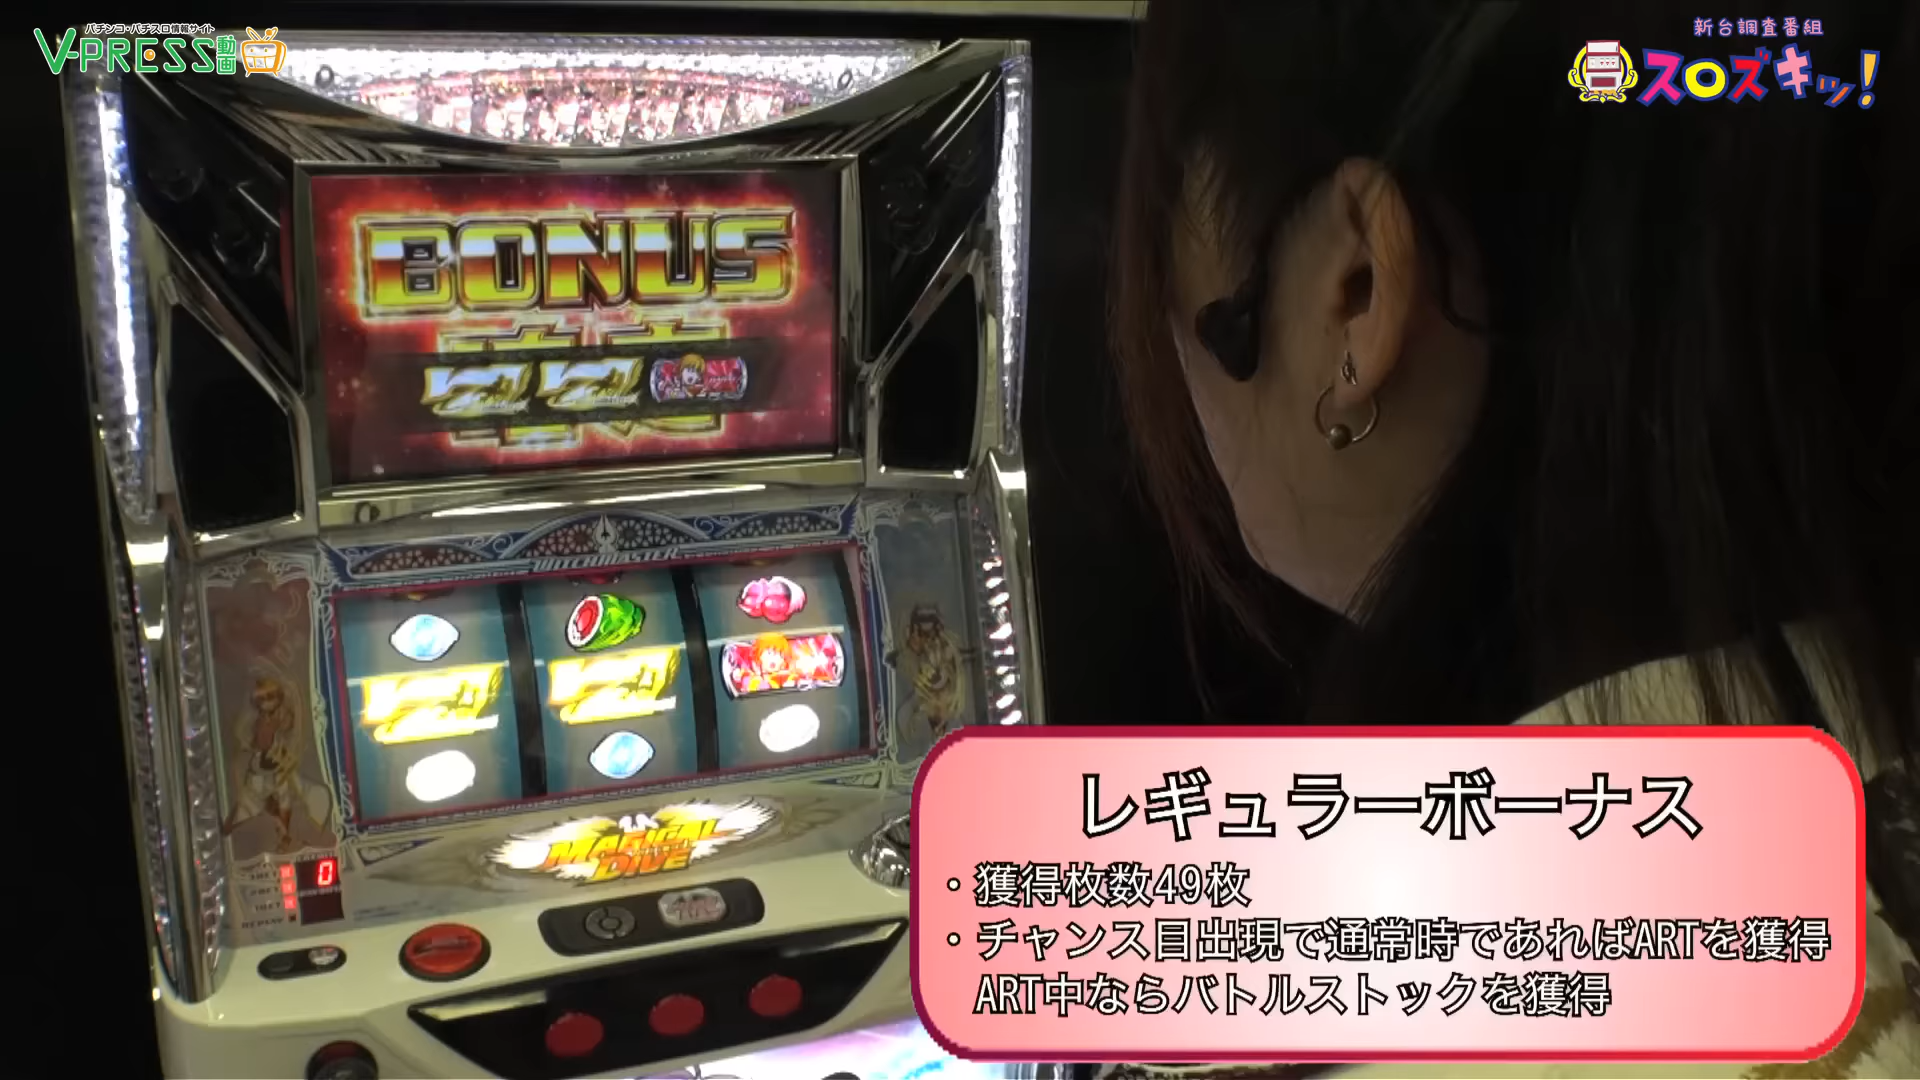 パチンコ・パチスロ情報サイト
V-PRESS動画
新台調査番組
スロズキッ!
BONUS
WITCHMASTER
MAGICAL
DIVE
0
レギュラーボーナス
・獲得枚数49枚
・チャンス目出現で通常時であればARTを獲得
ART中ならバトルストックを獲得